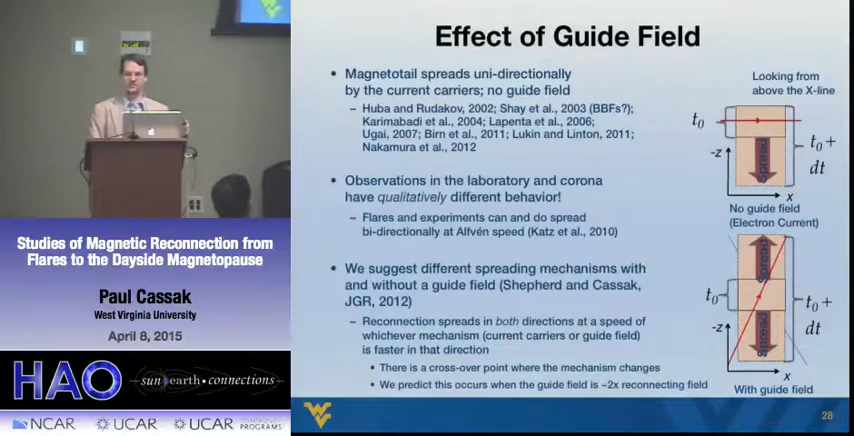 Effect of Guide Field
• Magnetotail spreads uni-directionally
by the current carriers; no guide field
– Huba and Rudakov, 2002; Shay et al., 2003 (BBFs?);
Karimabadi et al., 2004; Lapenta et al., 2006;
Ugai, 2007; Birn et al., 2011; Lukin and Linton, 2011;
Nakamura et al., 2012
• Observations in the laboratory and corona
have qualitatively different behavior!
– Flares and experiments can and do spread
bi-directionally at Alfvén speed (Katz et al., 2010)
• We suggest different spreading mechanisms with
and without a guide field (Shepherd and Cassak,
JGR, 2012)
– Reconnection spreads in both directions at a speed of
whichever mechanism (current carriers or guide field)
is faster in that direction
• There is a cross-over point where the mechanism changes
• We predict this occurs when the guide field is ~2x reconnecting field
Looking from
above the X-line
t₀
t₀ +
dt
Spread
-z
x
No guide field
(Electron Current)
Spread
t₀
t₀ +
dt
Spread
-z
x
With guide field
28
Studies of Magnetic Reconnection from
Flares to the Dayside Magnetopause
Paul Cassak
West Virginia University
April 8, 2015
HAO
sun earth • connections
NCAR
UCAR
UCAR
PROGRAMS